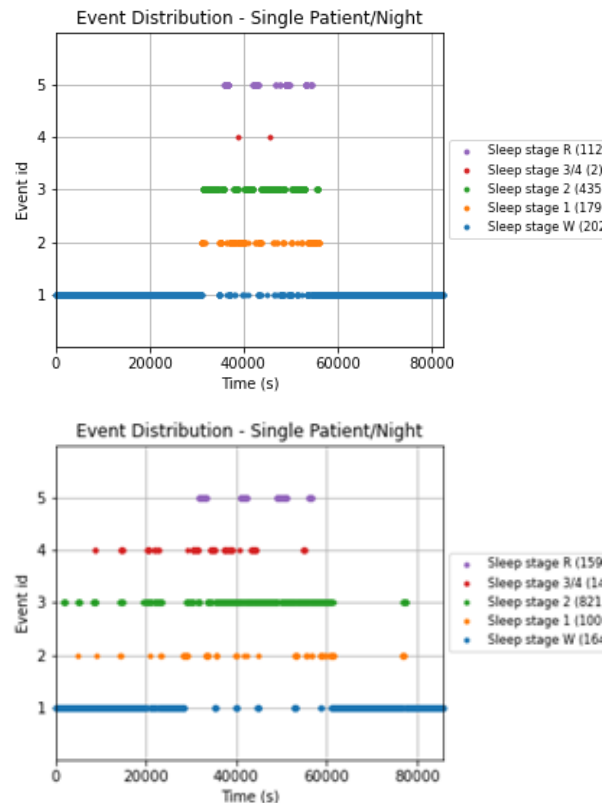 Event Distribution - Single Patient/Night
5
4
3
2
1
Event id
0 20000 40000 60000 80000
Time (s)
Sleep stage R (112
Sleep stage 3/4 (2)
Sleep stage 2 (435
Sleep stage 1 (179
Sleep stage W (202
Event Distribution - Single Patient/Night
5
4
3
2
1
Event id
0 20000 40000 60000 80000
Time (s)
Sleep stage R (159
Sleep stage 3/4 (14
Sleep stage 2 (821
Sleep stage 1 (100
Sleep stage W (164